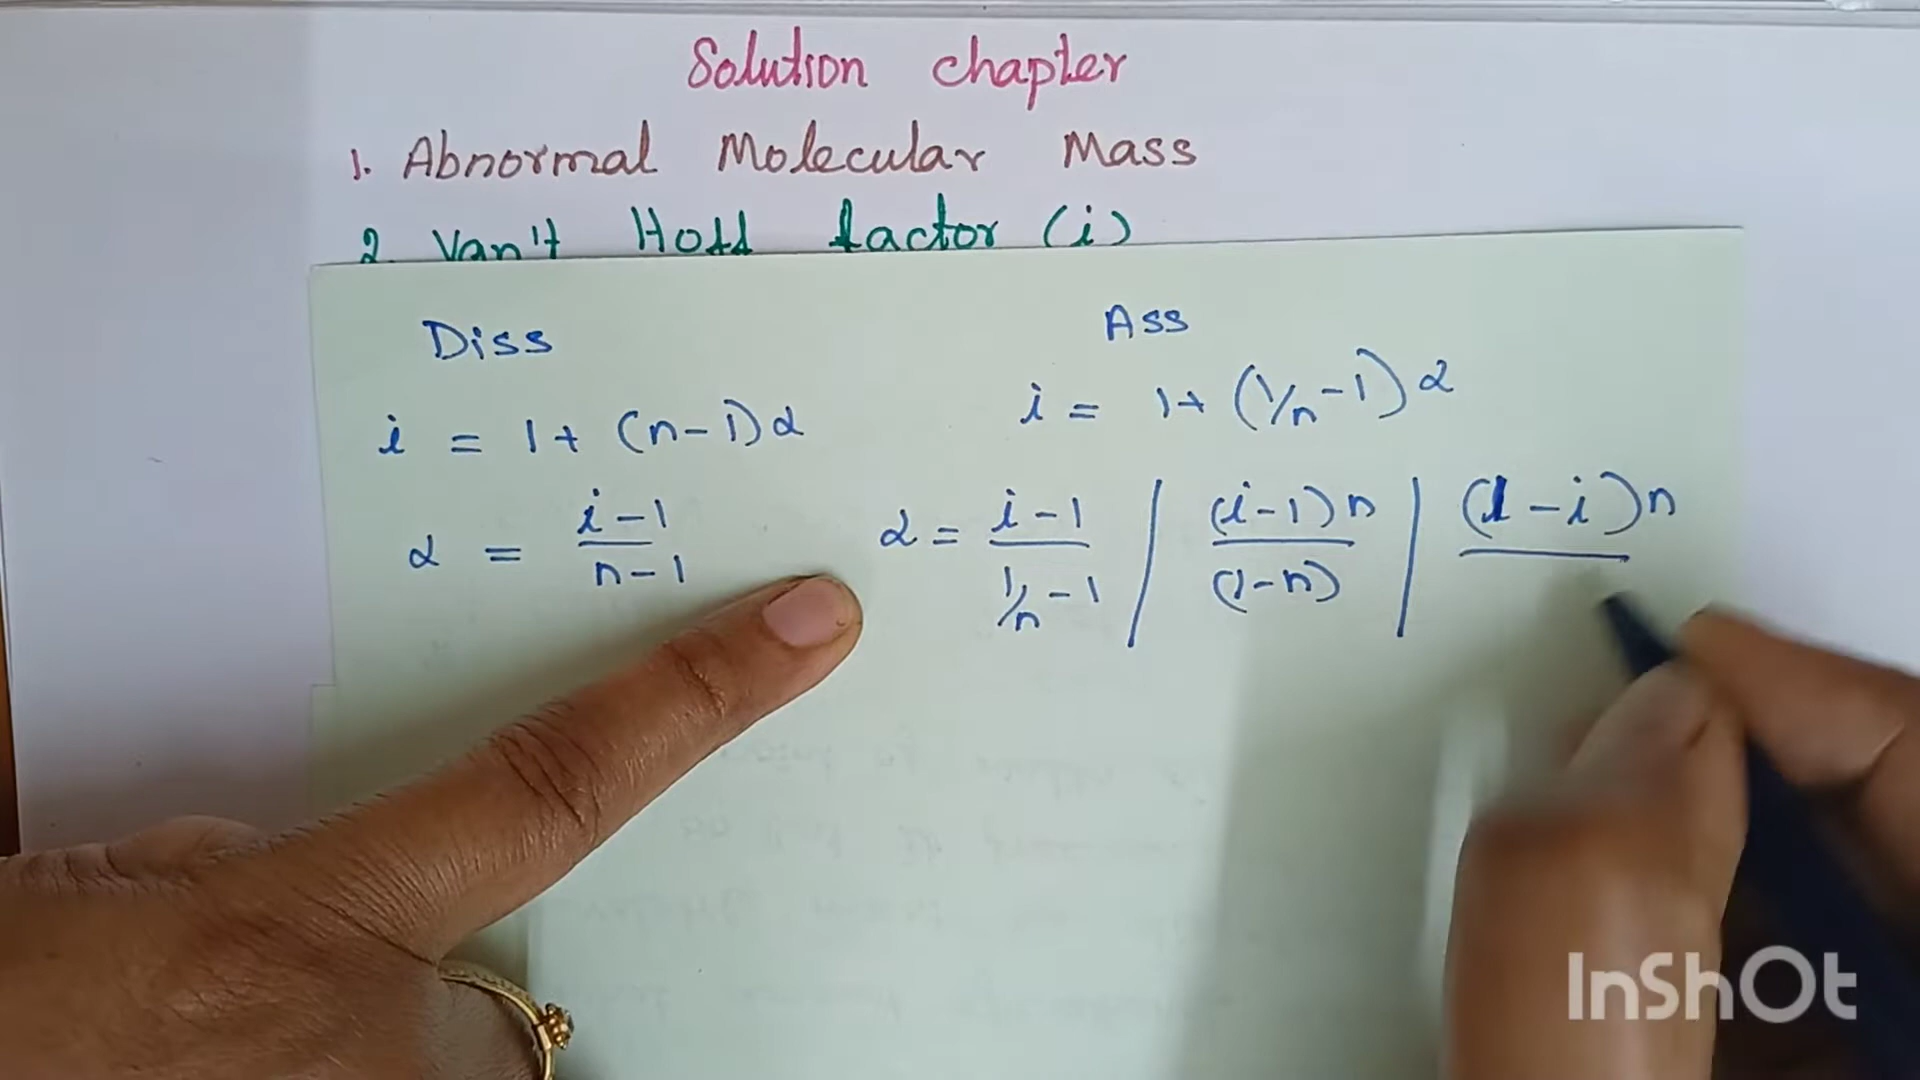 Solution chapter
1. Abnormal Molecular Mass
2. Van't Hoff factor (i)
Diss
i = 1 + (n-1)α
α = i-1 / n-1
Ass
i = 1 + (1/n - 1)α
α = i-1 / 1/n - 1 | (i-1)n / (1-n) | (1-i)n
InShOt